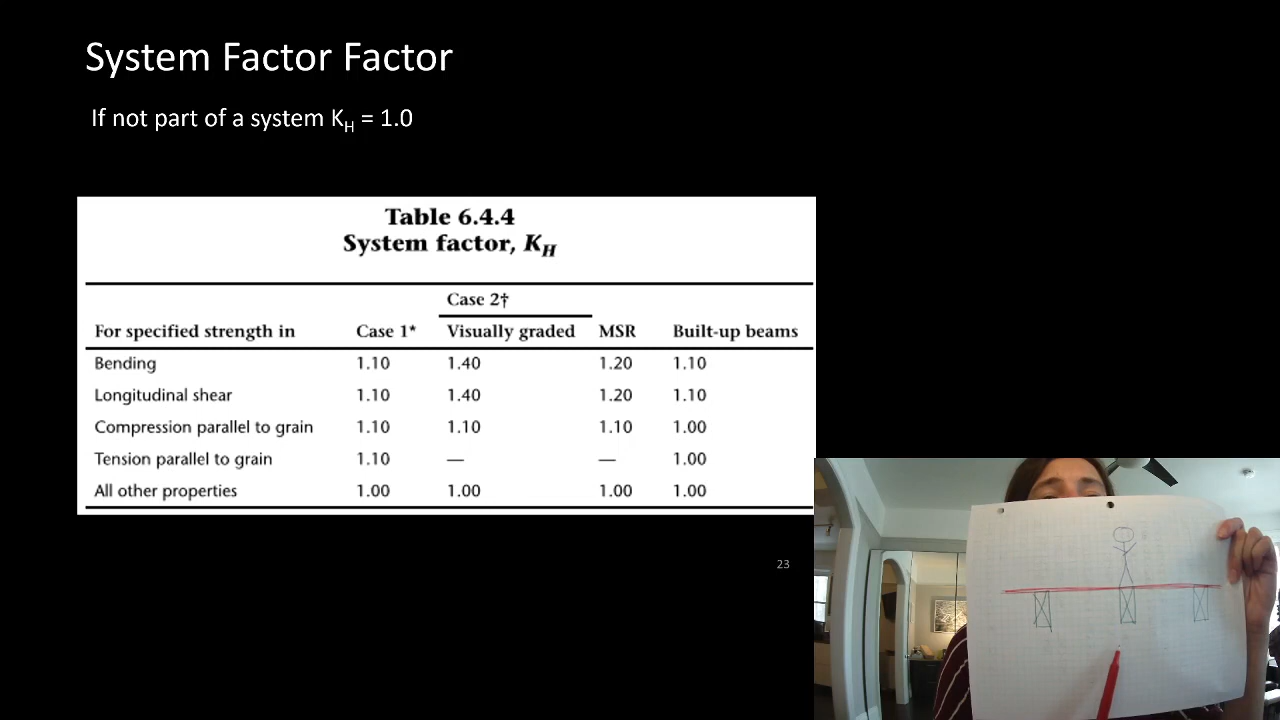 System Factor Factor
If not part of a system KH = 1.0
Table 6.4.4
System factor, KH
Case 2†
For specified strength in Case 1* Visually graded MSR Built-up beams
Bending 1.10 1.40 1.20 1.10
Longitudinal shear 1.10 1.40 1.20 1.10
Compression parallel to grain 1.10 1.10 1.10 1.00
Tension parallel to grain 1.10 — — 1.00
All other properties 1.00 1.00 1.00 1.00
23